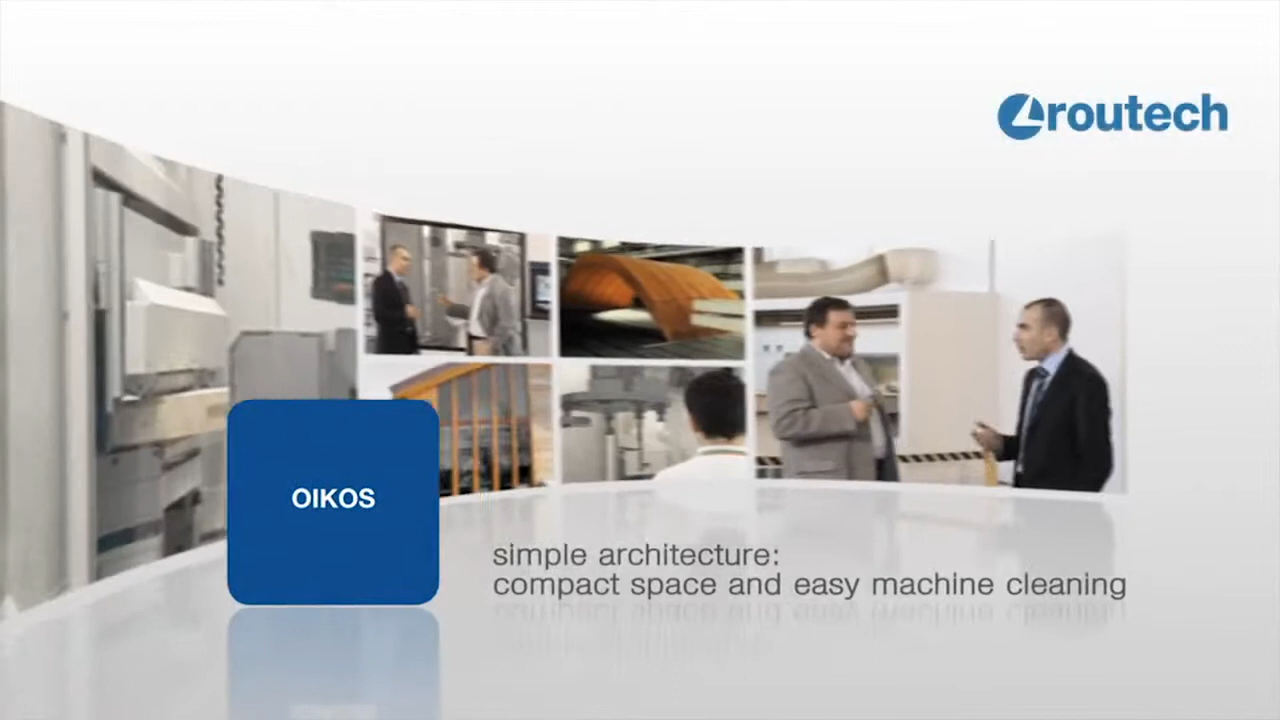 routech
OIKOS
simple architecture:
compact space and easy machine cleaning